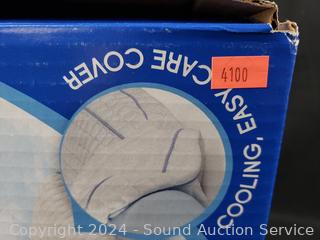 COOLING, EASY CARE COVER
4100
Copyright © 2024 - Sound Auction Service